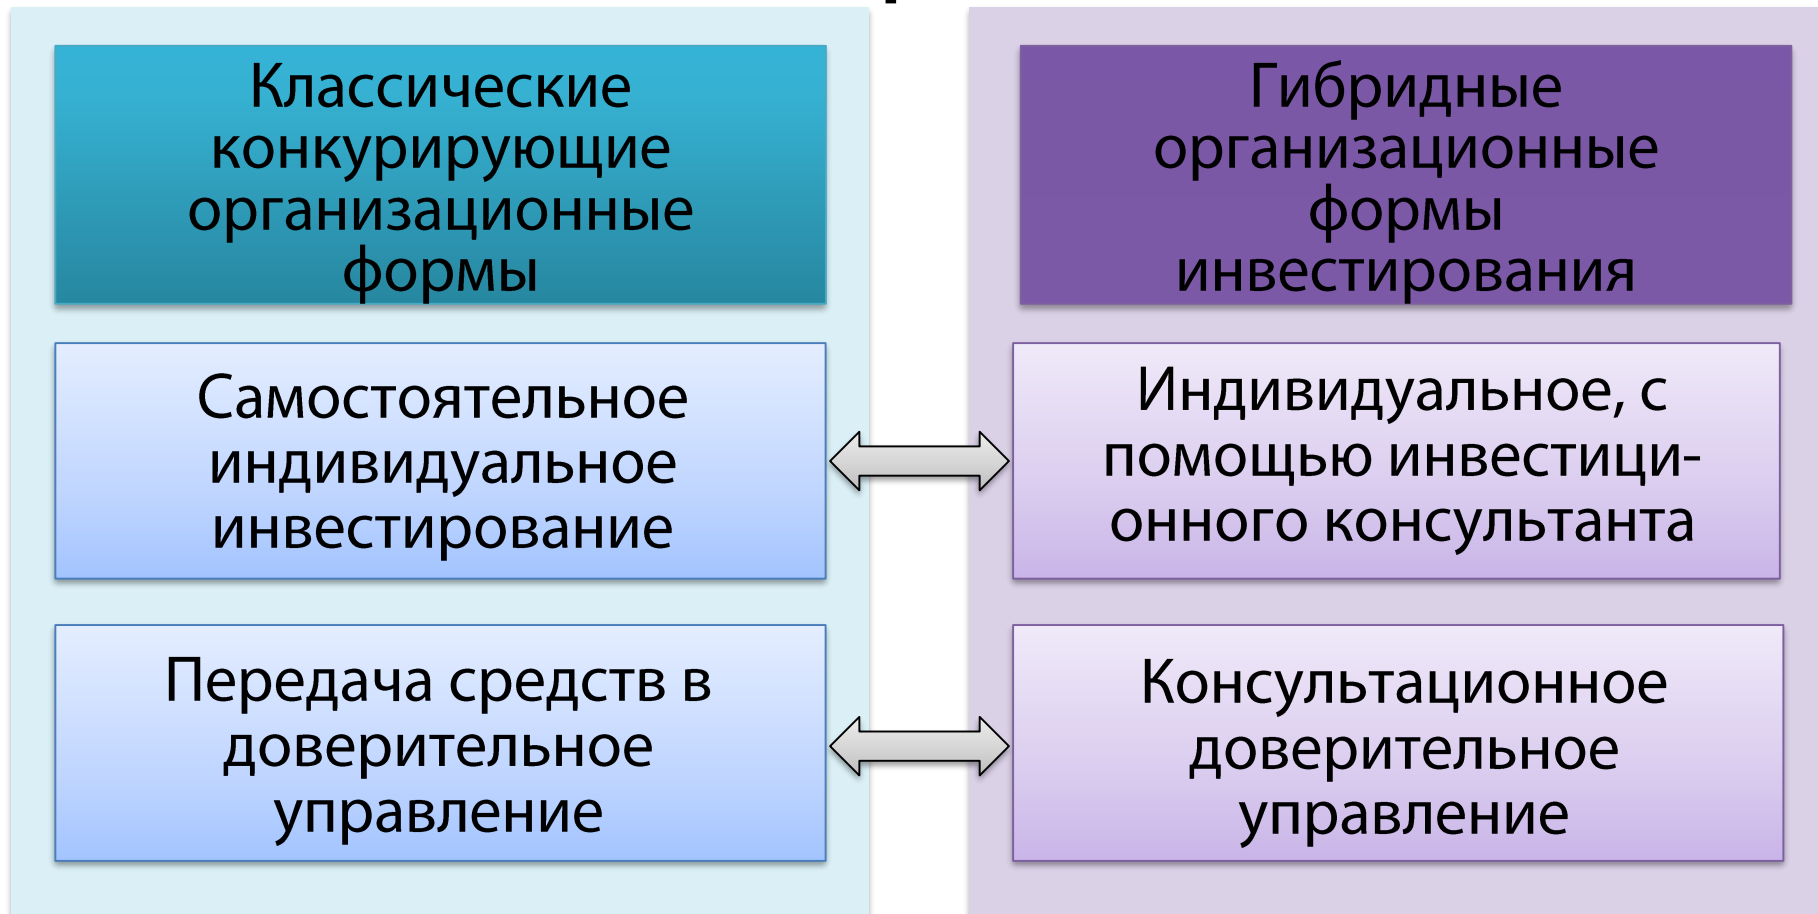 Классические
конкурирующие
организационные
формы
Самостоятельное
индивидуальное
инвестирование
Передача средств в
доверительное
управление
Гибридные
организационные
формы
инвестирования
Индивидуальное, с
помощью инвестици-
онного консультанта
Консультационное
доверительное
управление